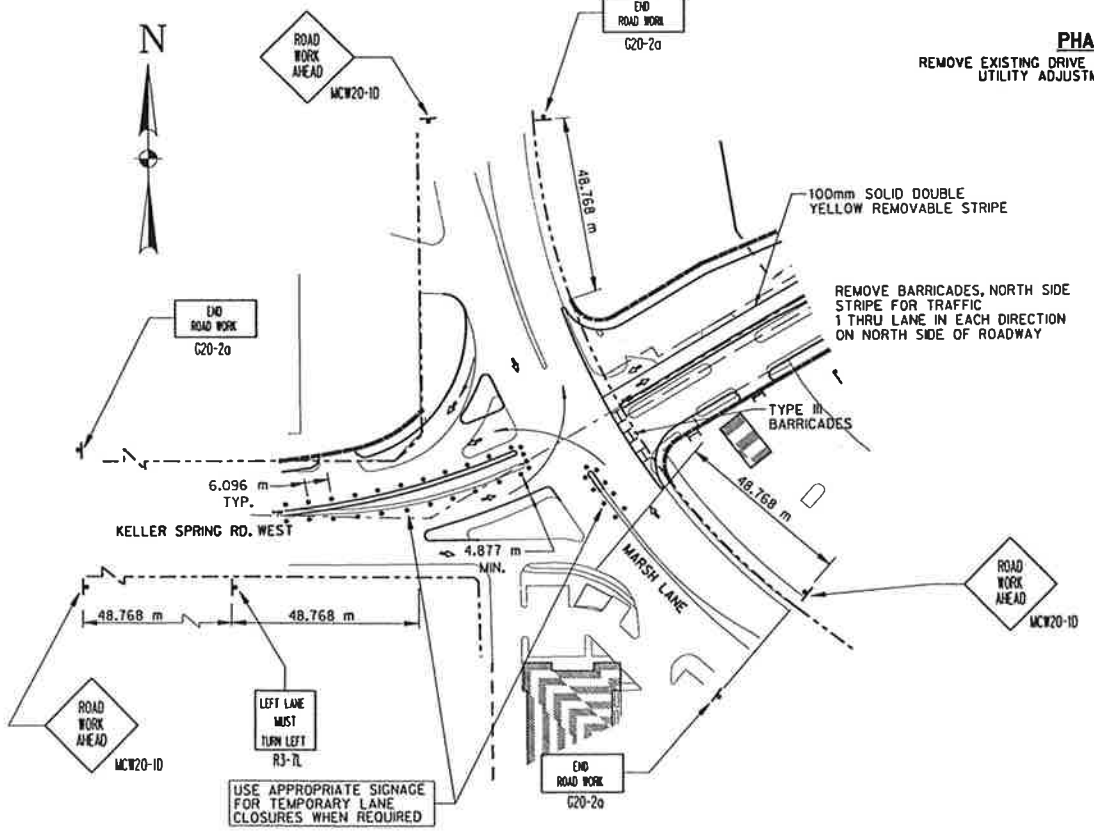 N
ROAD
WORK
AHEAD
MCW20-1D
END
ROAD WORK
G20-2a
PHA
REMOVE EXISTING DRIVE
UTILITY ADJUSTM
48.768 m
100mm SOLID DOUBLE
YELLOW REMOVABLE STRIPE
REMOVE BARRICADES, NORTH SIDE
STRIPE FOR TRAFFIC
1 THRU LANE IN EACH DIRECTION
ON NORTH SIDE OF ROADWAY
END
ROAD WORK
G20-2a
TYPE III
BARRICADES
6.096 m
TYP.
KELLER SPRING RD. WEST
48.768 m
4.877 m
MIN.
MARSH LANE
ROAD
WORK
AHEAD
MCW20-1D
48.768 m
48.768 m
ROAD
WORK
AHEAD
MCW20-1D
LEFT LANE
MUST
TURN LEFT
R3-7L
END
ROAD WORK
G20-2a
USE APPROPRIATE SIGNAGE
FOR TEMPORARY LANE
CLOSURES WHEN REQUIRED